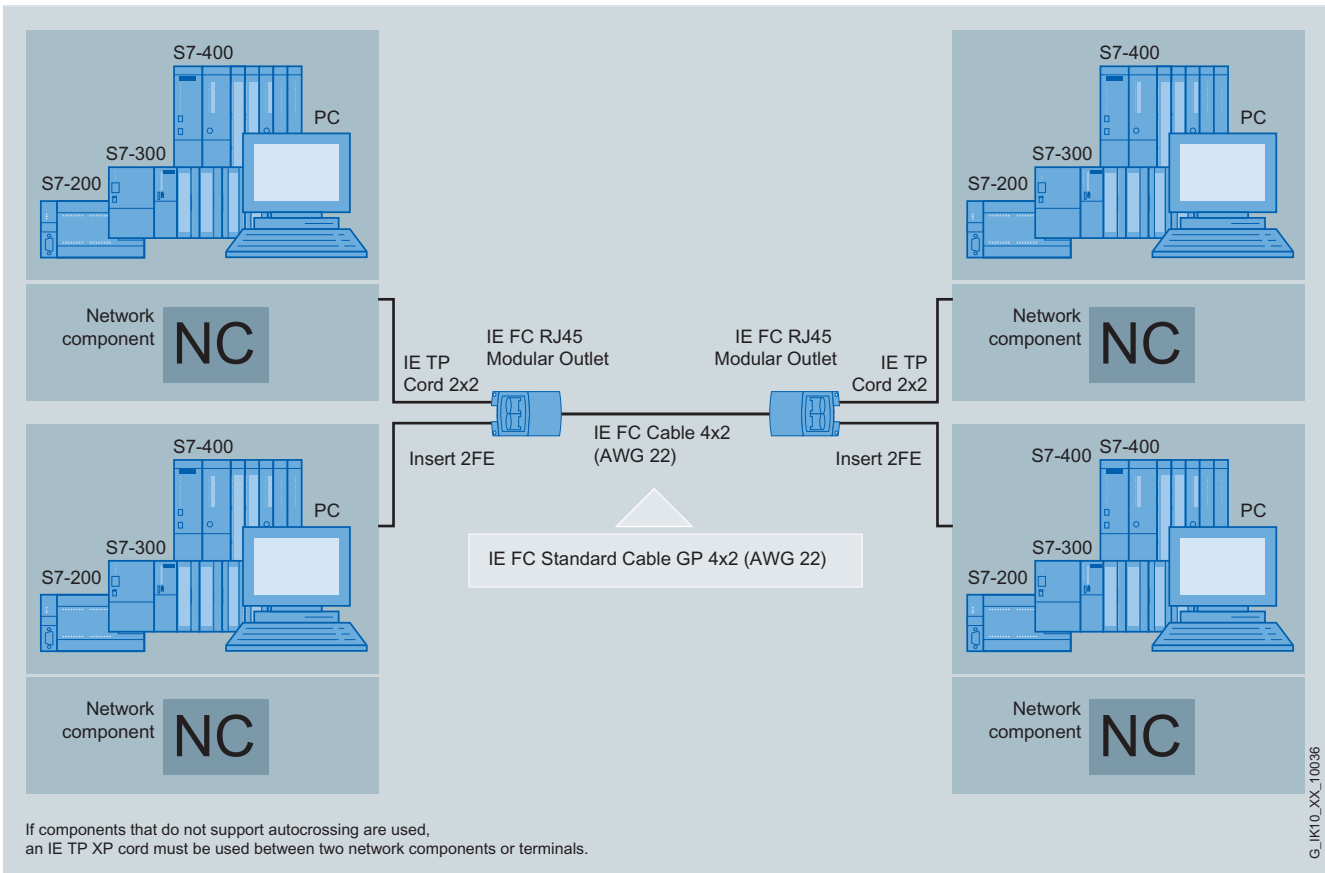 S7-400
PC
S7-300
S7-200
Network
component
NC
S7-400
PC
S7-300
S7-200
Network
component
NC
IE TP
Cord 2x2
IE FC RJ45
Modular Outlet
IE FC RJ45
Modular Outlet
IE TP
Cord 2x2
Insert 2FE
IE FC Cable 4x2
(AWG 22)
Insert 2FE
IE FC Standard Cable GP 4x2 (AWG 22)
S7-400
PC
S7-300
S7-200
Network
component
NC
S7-400
S7-400
PC
S7-300
S7-200
Network
component
NC
If components that do not support autocrossing are used,
an IE TP XP cord must be used between two network components or terminals.
G_IK10_XX_10036